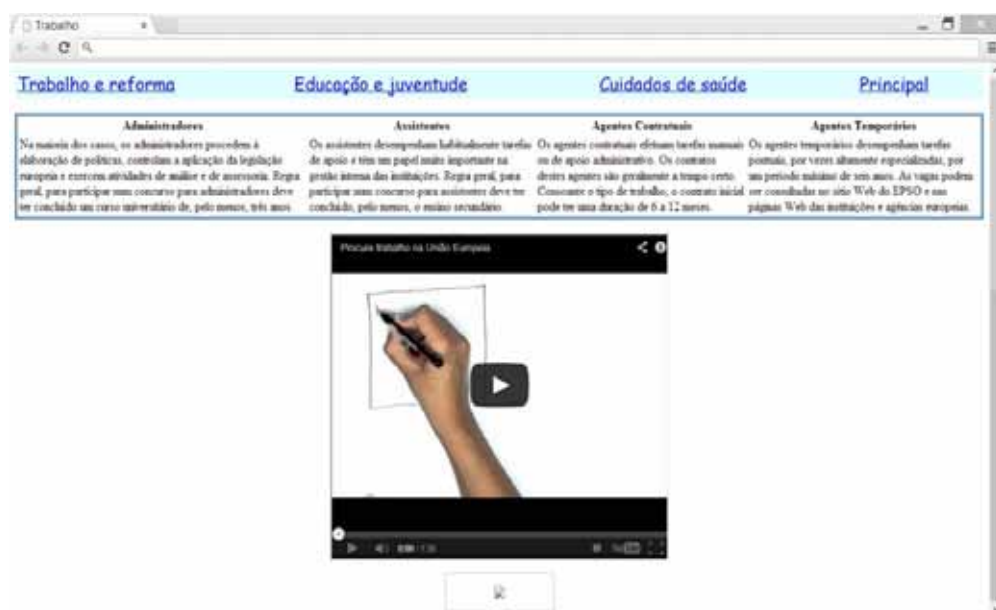 Trabalho
Trabalho e reforma
Educação e juventude
Cuidados de saúde
Principal
Administradores
Na maioria dos casos, os administradores procedem à
elaboração de políticas, controlam a aplicação da legislação
europeia e exercem atividades de análise e de assessoria. Regra
geral, para participar num concurso para administradores deve
ter concluído um curso universitário de, pelo menos, três anos
Assistentes
Os assistentes desempenham habitualmente tarefas
de apoio e têm um papel muito importante na
gestão interna das instituições. Regra geral, para
participar num concurso para assistentes deve ter
concluído, pelo menos, o ensino secundário
Agentes Contratuais
Os agentes contratuais efetuam tarefas manuais
ou de apoio administrativo. Os contratos
destes agentes são geralmente a tempo certo.
Consoante o tipo de trabalho, o contrato inicial
pode ter uma duração de 6 a 12 meses.
Agentes Temporários
Os agentes temporários desempenham tarefas
pontuais, por vezes altamente especializadas, por
um período máximo de seis anos. As vagas podem
ser consultadas no sítio Web do EPSO e nas
páginas Web das instituições e agências europeias.
Procura trabalho na União Europeia